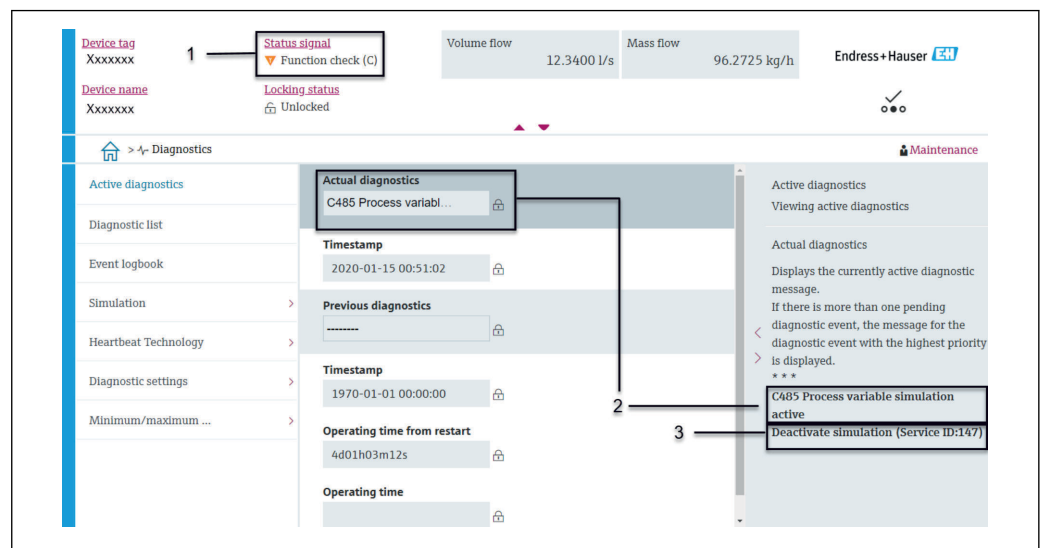 Device tag
Xxxxxxx
1
Status signal
Function check (C)
Volume flow
12.3400 l/s
Mass flow
96.2725 kg/h
Endress+Hauser EH
Device name
Xxxxxxx
Locking status
Unlocked
> Diagnostics
Maintenance
Active diagnostics
Diagnostic list
Event logbook
Simulation >
Heartbeat Technology >
Diagnostic settings >
Minimum/maximum ... >
Actual diagnostics
C485 Process variabl...
Timestamp
2020-01-15 00:51:02
Previous diagnostics
--------
Timestamp
1970-01-01 00:00:00
Operating time from restart
4d01h03m12s
Operating time
2
3
<
>
Active diagnostics
Viewing active diagnostics
Actual diagnostics
Displays the currently active diagnostic
message.
If there is more than one pending
diagnostic event, the message for the
diagnostic event with the highest priority
is displayed.
* * *
C485 Process variable simulation
active
Deactivate simulation (Service ID:147)